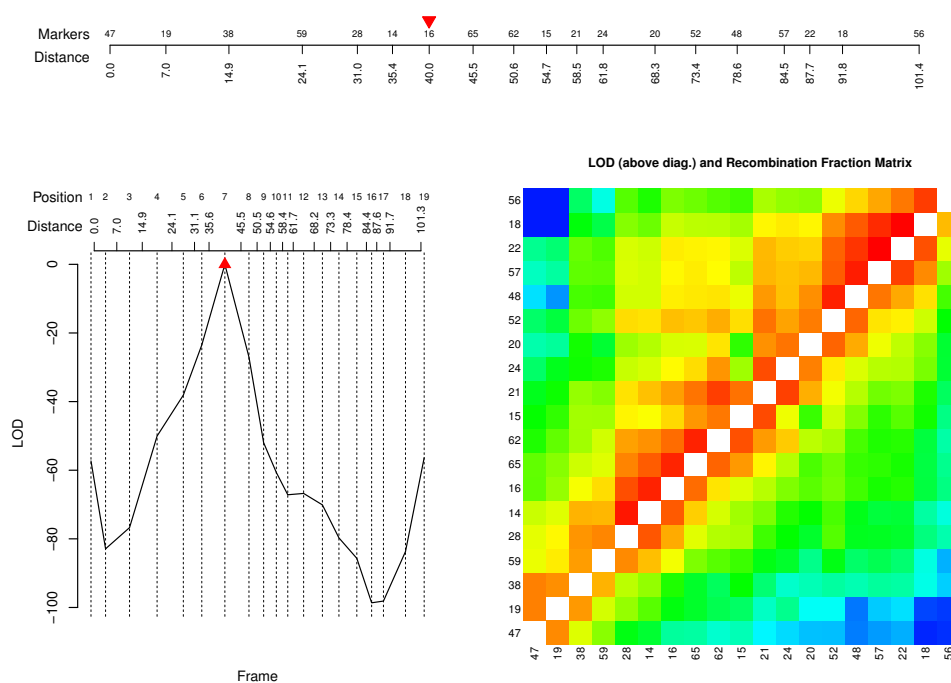 Markers 47 19 38 59 28 14 16 65 62 15 21 24 20 52 48 57 22 18 56
Distance
0.0 7.0 14.9 24.1 31.0 35.4 40.0 45.5 50.6 54.7 58.5 61.8 68.3 73.4 78.6 84.5 87.7 91.8 101.4
LOD (above diag.) and Recombination Fraction Matrix
Position 1 2 3 4 5 6 7 8 9 10 11 12 13 14 15 16 17 18 19
Distance 0.0 7.0 14.9 24.1 31.1 35.6 45.5 50.5 54.6 58.4 61.7 68.2 73.3 78.4 84.4 87.6 91.7 101.3
0
−20
−40
−60
−80
−100
LOD
Frame
56
18
22
57
48
52
20
24
21
15
62
65
16
14
28
59
38
19
47
47 19 38 59 28 14 16 65 62 15 21 24 20 52 48 57 22 18 56